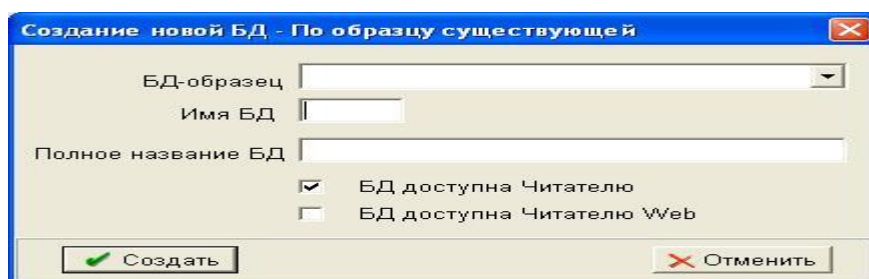 Создание новой БД - По образцу существующей
БД-образец
Имя БД
Полное название БД
БД доступна Читателю
БД доступна Читателю Web
Создать
Отменить